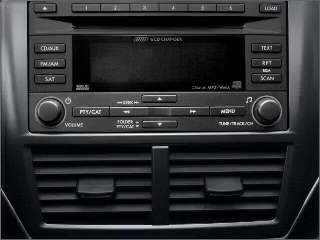 1 2 3 4 5 6 LOAD
6CD CHANGER
CD/AUX TEXT
FM/AM RPT
BDM
SAT SCAN
MP3/WMA
SEEK
PTY/CAT MENU
FOLDER
PTY/CAT
VOLUME TUNE/TRACK/CH